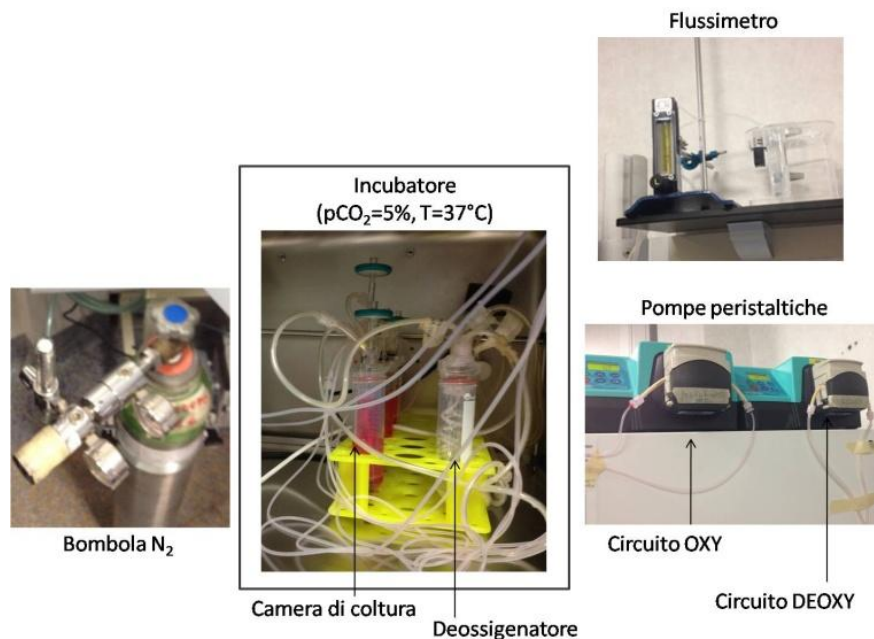 Flussimetro
Incubatore
(pCO₂=5%, T=37°C)
Pompe peristaltiche
Bombola N₂
Circuito OXY
Camera di coltura
Circuito DEOXY
Deossigenatore